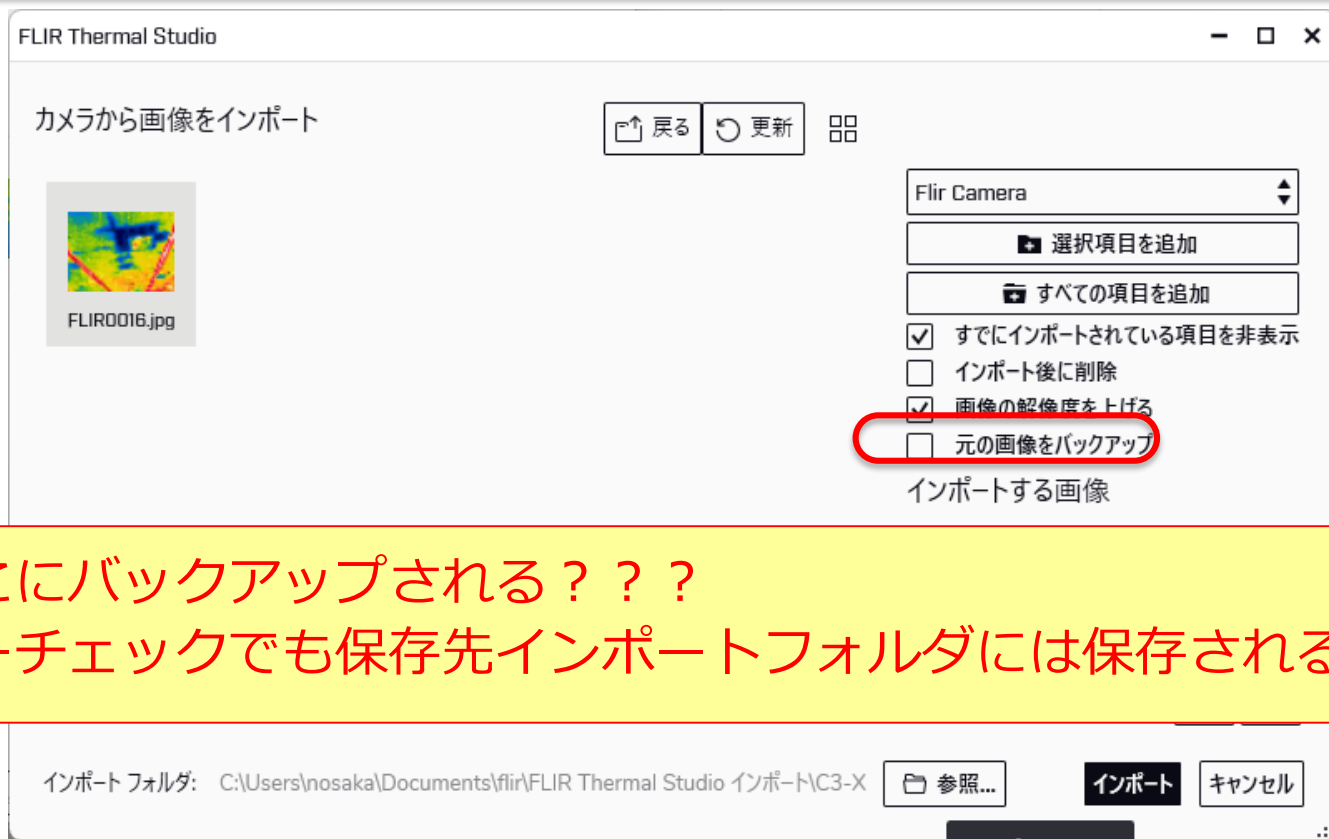 FLIR Thermal Studio
カメラから画像をインポート
戻る
更新
FLIR0016.jpg
Flir Camera
選択項目を追加
すべての項目を追加
すでにインポートされている項目を非表示
インポート後に削除
画像の解像度を上げる
元の画像をバックアップ
インポートする画像
にバックアップされる？？？
ーチェックでも保存先インポートフォルダには保存される
インポート フォルダ: C:\Users\nosaka\Documents\flir\FLIR Thermal Studio インポート\C3-X
参照...
インポート
キャンセル